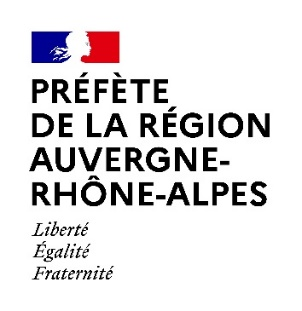 PRÉFÈTE
DE LA RÉGION
AUVERGNE-
RHÔNE-ALPES
Liberté
Égalité
Fraternité